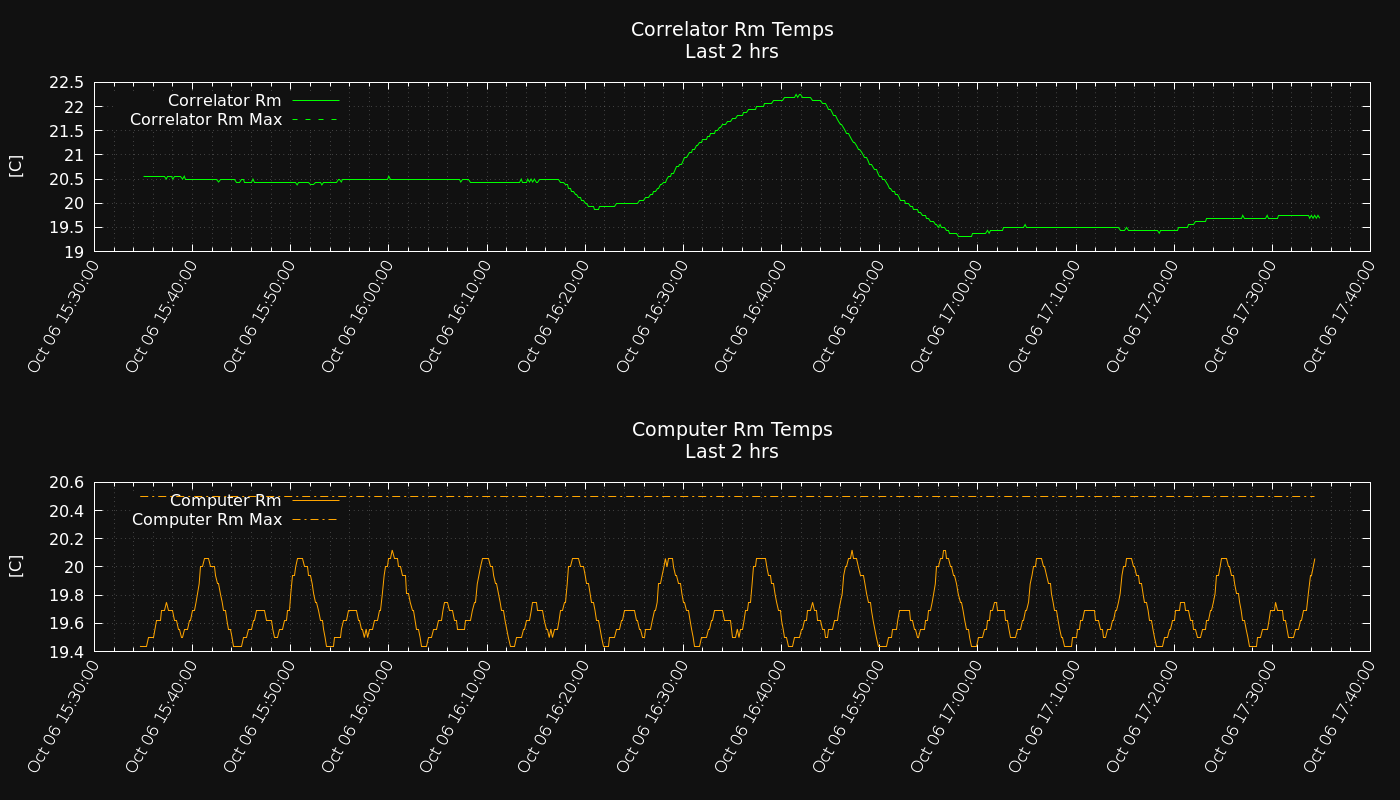 Correlator Rm Temps
Last 2 hrs
22.5
22
21.5
21
20.5
20
19.5
19
[C]
Correlator Rm
Correlator Rm Max
Oct 06 15:30:00
Oct 06 15:40:00
Oct 06 15:50:00
Oct 06 16:00:00
Oct 06 16:10:00
Oct 06 16:20:00
Oct 06 16:30:00
Oct 06 16:40:00
Oct 06 16:50:00
Oct 06 17:00:00
Oct 06 17:10:00
Oct 06 17:20:00
Oct 06 17:30:00
Oct 06 17:40:00
Computer Rm Temps
Last 2 hrs
20.6
20.4
20.2
20
19.8
19.6
19.4
[C]
Computer Rm
Computer Rm Max
Oct 06 15:30:00
Oct 06 15:40:00
Oct 06 15:50:00
Oct 06 16:00:00
Oct 06 16:10:00
Oct 06 16:20:00
Oct 06 16:30:00
Oct 06 16:40:00
Oct 06 16:50:00
Oct 06 17:00:00
Oct 06 17:10:00
Oct 06 17:20:00
Oct 06 17:30:00
Oct 06 17:40:00